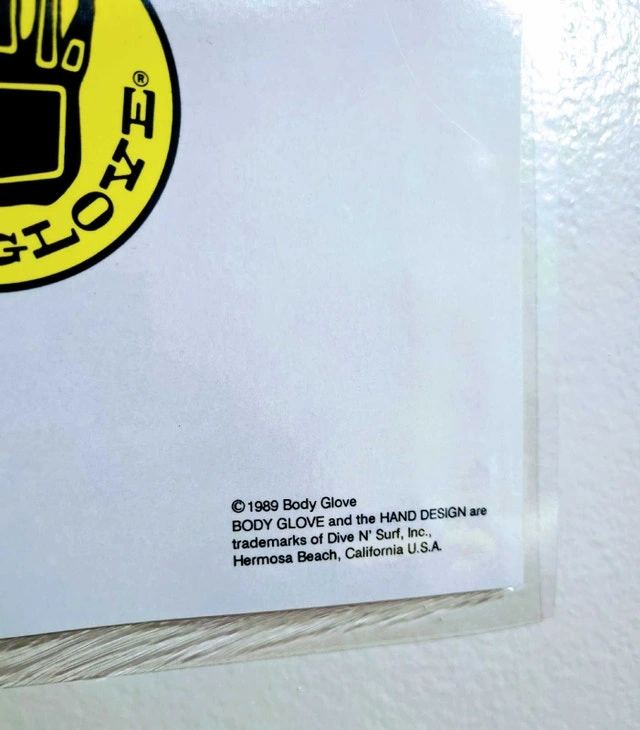 GLOVE®
© 1989 Body Glove
BODY GLOVE and the HAND DESIGN are
trademarks of Dive N' Surf, Inc.,
Hermosa Beach, California U.S.A.